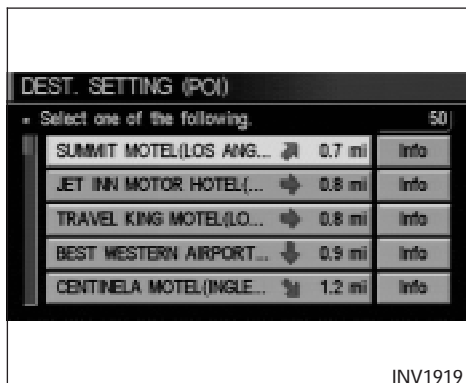 DEST. SETTING (POI)
Select one of the following. 50
SUMMIT MOTEL(LOS ANG... 0.7 mi Info
JET INN MOTOR HOTEL(... 0.8 mi Info
TRAVEL KING MOTEL(LO... 0.8 mi Info
BEST WESTERN AIRPORT... 0.9 mi Info
CENTINELA MOTEL(INGLE... 1.2 mi Info
INV1919